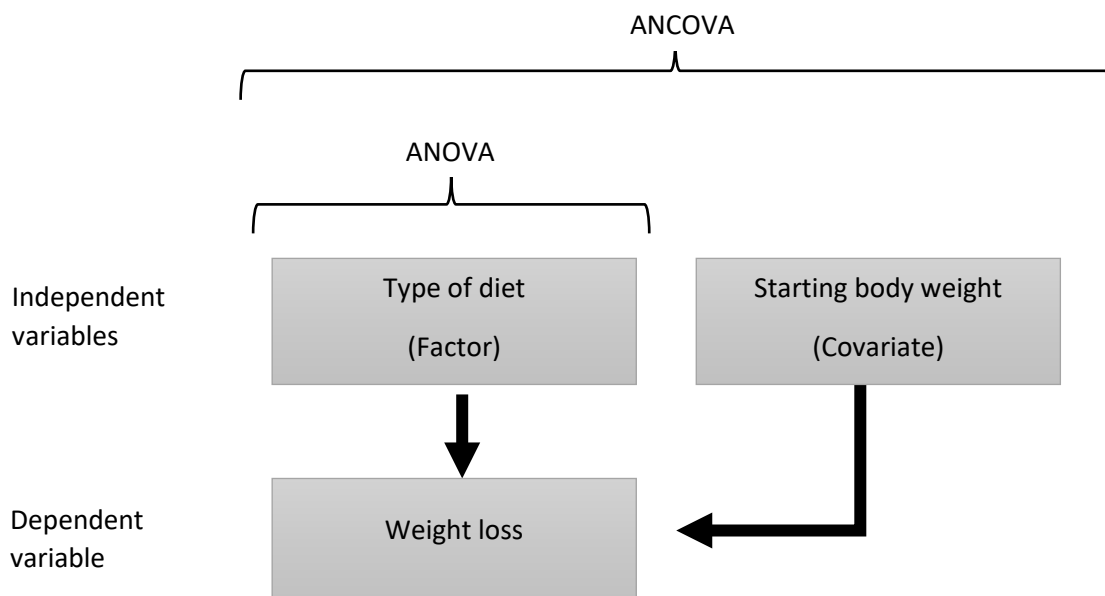 ANCOVA
ANOVA
Independent
variables
Type of diet
(Factor)
Starting body weight
(Covariate)
Dependent
variable
Weight loss